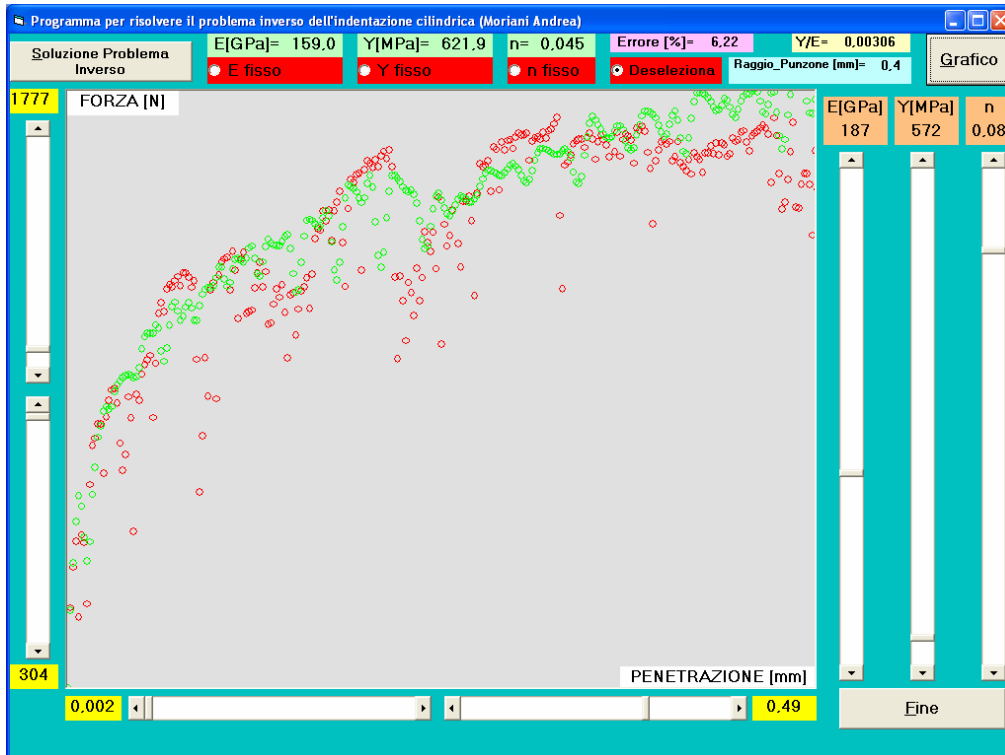 Programma per risolvere il problema inverso dell'indentazione cilindrica (Moriani Andrea)
Soluzione Problema Inverso
E[GPa]= 159,0
Y[MPa]= 621,9
n= 0,045
Errore [%]= 6,22
Y/E= 0,00306
E fisso
Y fisso
n fisso
Deseleziona
Raggio_Punzone [mm]= 0,4
Grafico
1777
FORZA [N]
E[GPa]
187
Y[MPa]
572
n
0.08
304
PENETRAZIONE [mm]
0,002
0,49
Fine